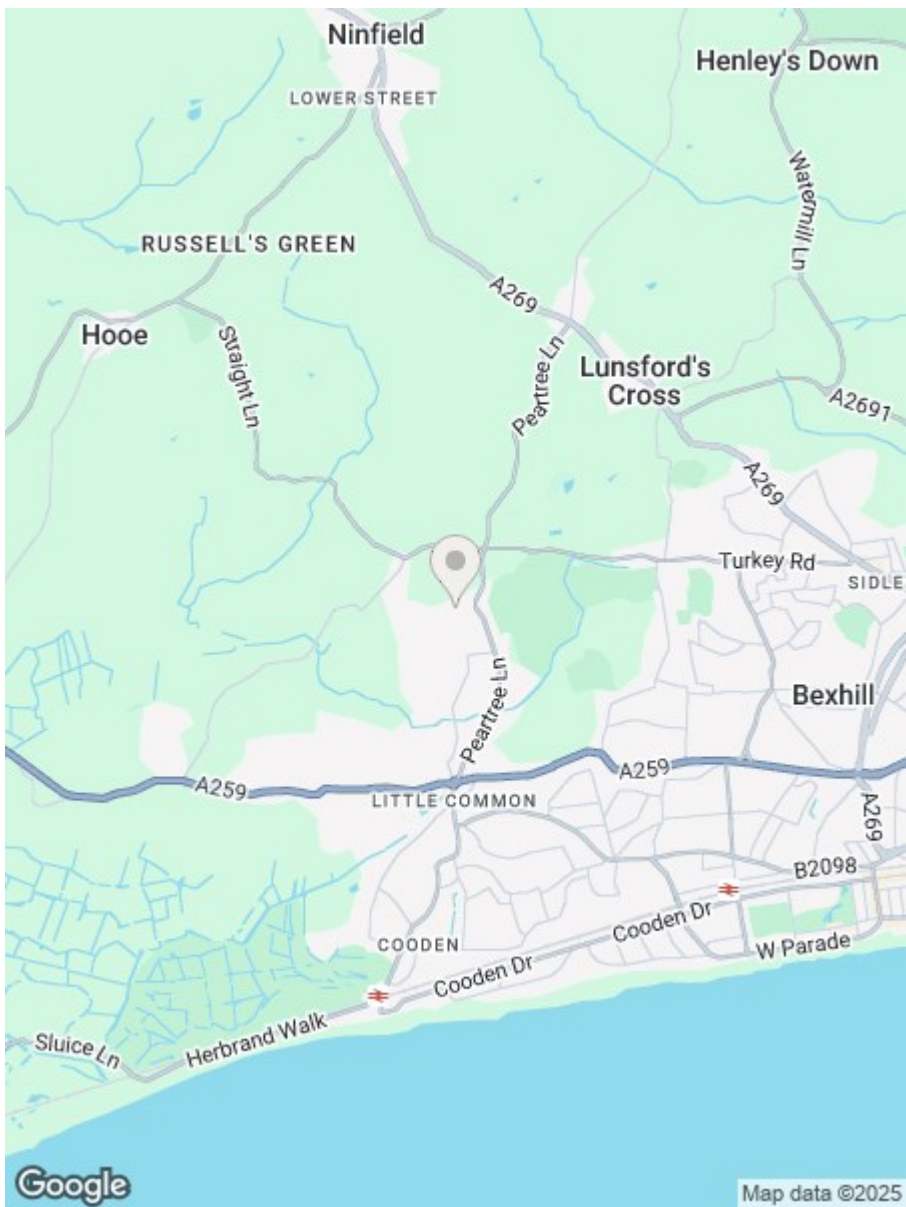 Ninfield
Henley's Down
LOWER STREET
Watermill Ln
RUSSELL'S GREEN
A269
Hooe
Straight Ln
Peartree Ln
Lunsford's
Cross
A2691
A269
Turkey Rd
SIDLE
Peartree Ln
Bexhill
A259
A259
LITTLE COMMON
A269
B2098
Cooden Dr
COODEN
W Parade
Cooden Dr
Herbrand Walk
Sluice Ln
Google
Map data ©2025